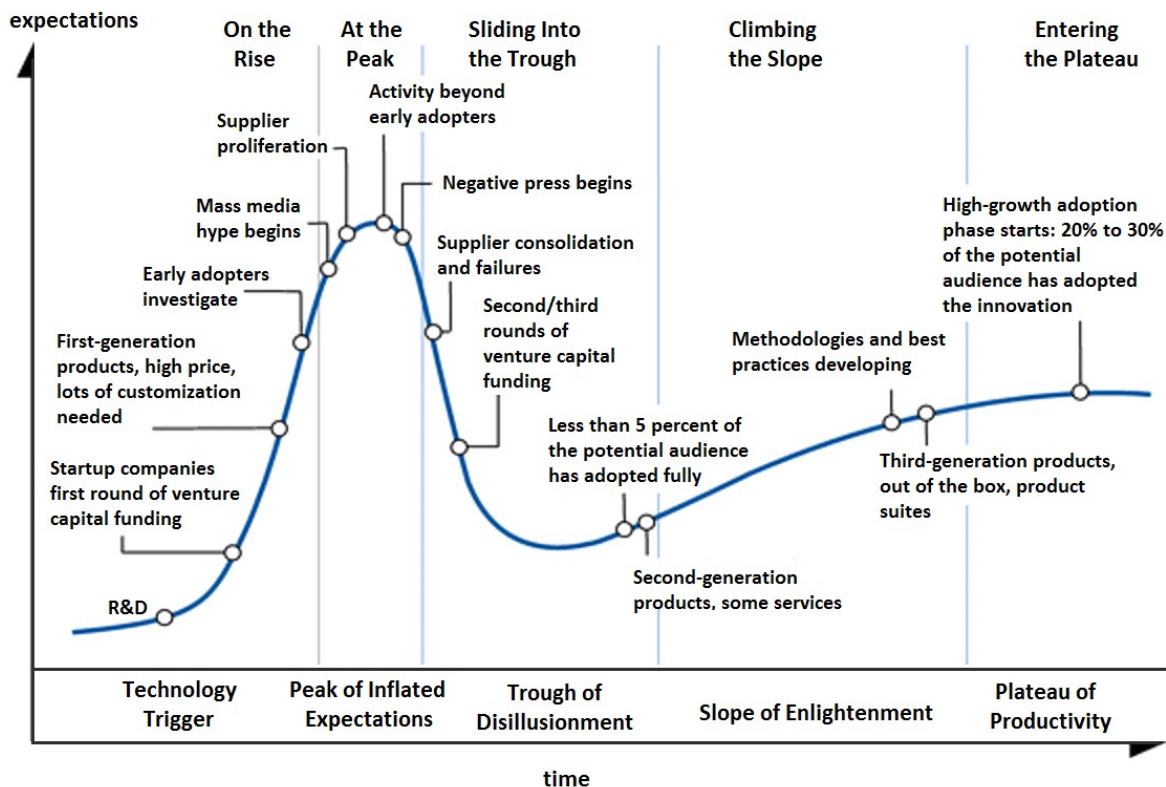 expectations
On the
Rise
At the
Peak
Sliding Into
the Trough
Climbing
the Slope
Entering
the Plateau
Activity beyond
early adopters
Supplier
proliferation
Negative press begins
Mass media
hype begins
High-growth adoption
phase starts: 20% to 30%
of the potential
audience has adopted
the innovation
Supplier consolidation
and failures
Early adopters
investigate
Second/third
rounds of
venture capital
funding
First-generation
products, high price,
lots of customization
needed
Methodologies and best
practices developing
Less than 5 percent of
the potential audience
has adopted fully
Startup companies
first round of venture
capital funding
Third-generation products,
out of the box, product
suites
Second-generation
products, some services
R&D
Technology
Trigger
Peak of Inflated
Expectations
Trough of
Disillusionment
Slope of Enlightenment
Plateau of
Productivity
time